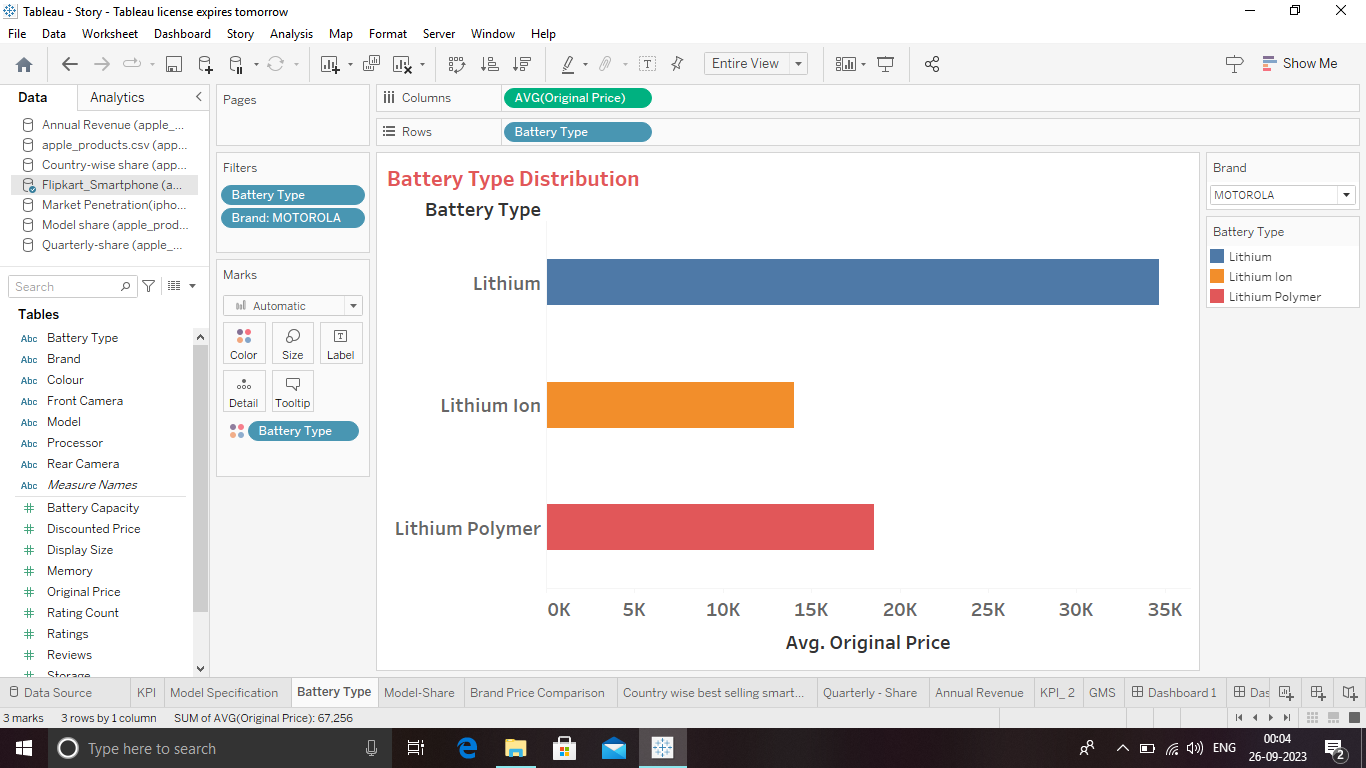 Tableau - Story - Tableau license expires tomorrow
File Data Worksheet Dashboard Story Analysis Map Format Server Window Help
Entire View
Show Me
Data Analytics
Annual Revenue (apple_...
apple_products.csv (app...
Country-wise share (app...
Flipkart_Smartphone (a...
Market Penetration(ipho...
Model share (apple_prod...
Quarterly-share (apple_...
Search
Tables
Abc Battery Type
Abc Brand
Abc Colour
Abc Front Camera
Abc Model
Abc Processor
Abc Rear Camera
Abc Measure Names
Battery Capacity
Discounted Price
Display Size
Memory
Original Price
Rating Count
Ratings
Reviews
Storage
Pages
Filters
Battery Type
Brand: MOTOROLA
Marks
Automatic
Color Size Label
Detail Tooltip
Battery Type
Columns AVG(Original Price)
Rows Battery Type
Battery Type Distribution
Battery Type
Lithium
Lithium Ion
Lithium Polymer
0K 5K 10K 15K 20K 25K 30K 35K
Avg. Original Price
Brand
MOTOROLA
Battery Type
Lithium
Lithium Ion
Lithium Polymer
Data Source KPI Model Specification Battery Type Model-Share Brand Price Comparison Country wise best selling smart... Quarterly - Share Annual Revenue KPI_ 2 GMS Dashboard 1 Das
3 marks 3 rows by 1 column SUM of AVG(Original Price): 67,256
Type here to search
ENG
00:04
26-09-2023
2